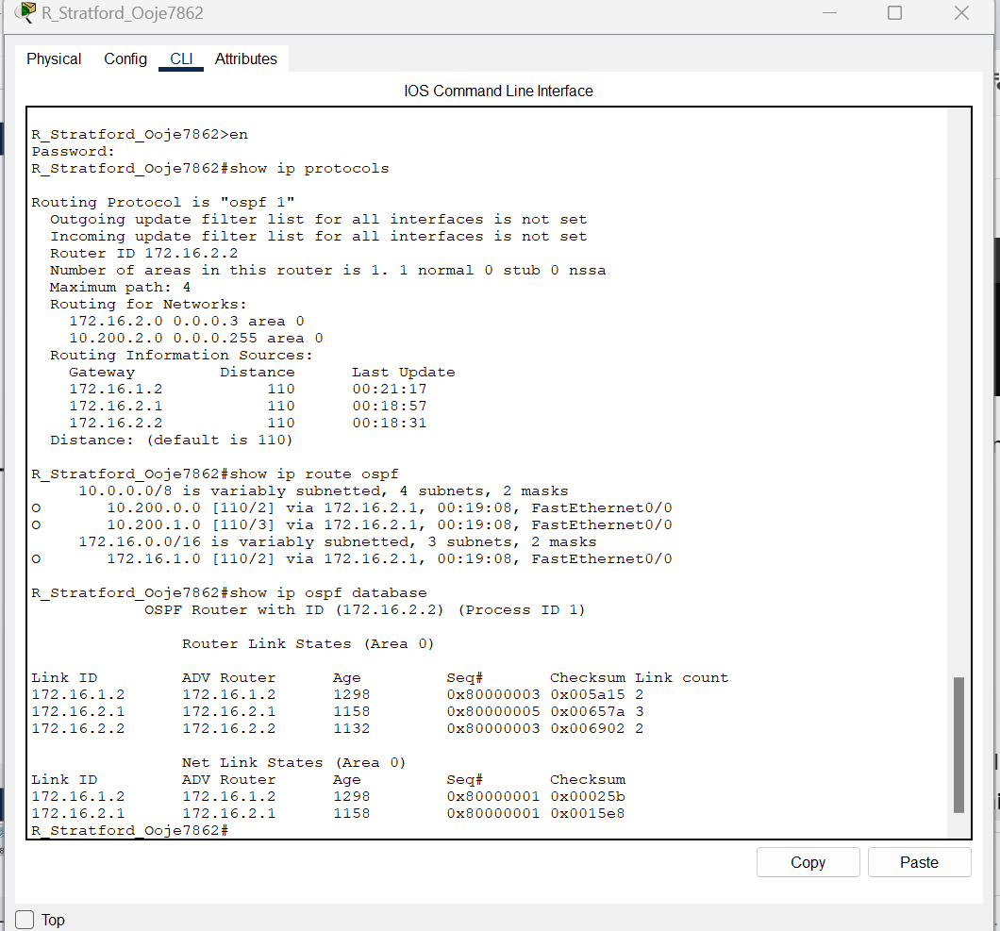 R_Stratford_Ooje7862
Physical Config CLI Attributes
IOS Command Line Interface
R_Stratford_Ooje7862>en
Password:
R_Stratford_Ooje7862#show ip protocols
Routing Protocol is "ospf 1"
Outgoing update filter list for all interfaces is not set
Incoming update filter list for all interfaces is not set
Router ID 172.16.2.2
Number of areas in this router is 1. 1 normal 0 stub 0 nssa
Maximum path: 4
Routing for Networks:
172.16.2.0 0.0.0.3 area 0
10.200.2.0 0.0.0.255 area 0
Routing Information Sources:
Gateway Distance Last Update
172.16.1.2 110 00:21:17
172.16.2.1 110 00:18:57
172.16.2.2 110 00:18:31
Distance: (default is 110)
R_Stratford_Ooje7862#show ip route ospf
10.0.0.0/8 is variably subnetted, 4 subnets, 2 masks
O 10.200.0.0 [110/2] via 172.16.2.1, 00:19:08, FastEthernet0/0
O 10.200.1.0 [110/3] via 172.16.2.1, 00:19:08, FastEthernet0/0
172.16.0.0/16 is variably subnetted, 3 subnets, 2 masks
O 172.16.1.0 [110/2] via 172.16.2.1, 00:19:08, FastEthernet0/0
R_Stratford_Ooje7862#show ip ospf database
OSPF Router with ID (172.16.2.2) (Process ID 1)
Router Link States (Area 0)
Link ID ADV Router Age Seq# Checksum Link count
172.16.1.2 172.16.1.2 1298 0x80000003 0x005a15 2
172.16.2.1 172.16.2.1 1158 0x80000005 0x00657a 3
172.16.2.2 172.16.2.2 1132 0x80000003 0x006902 2
Net Link States (Area 0)
Link ID ADV Router Age Seq# Checksum
172.16.1.2 172.16.1.2 1298 0x80000001 0x00025b
172.16.2.1 172.16.2.1 1158 0x80000001 0x0015e8
R_Stratford_Ooje7862#
Copy Paste
Top